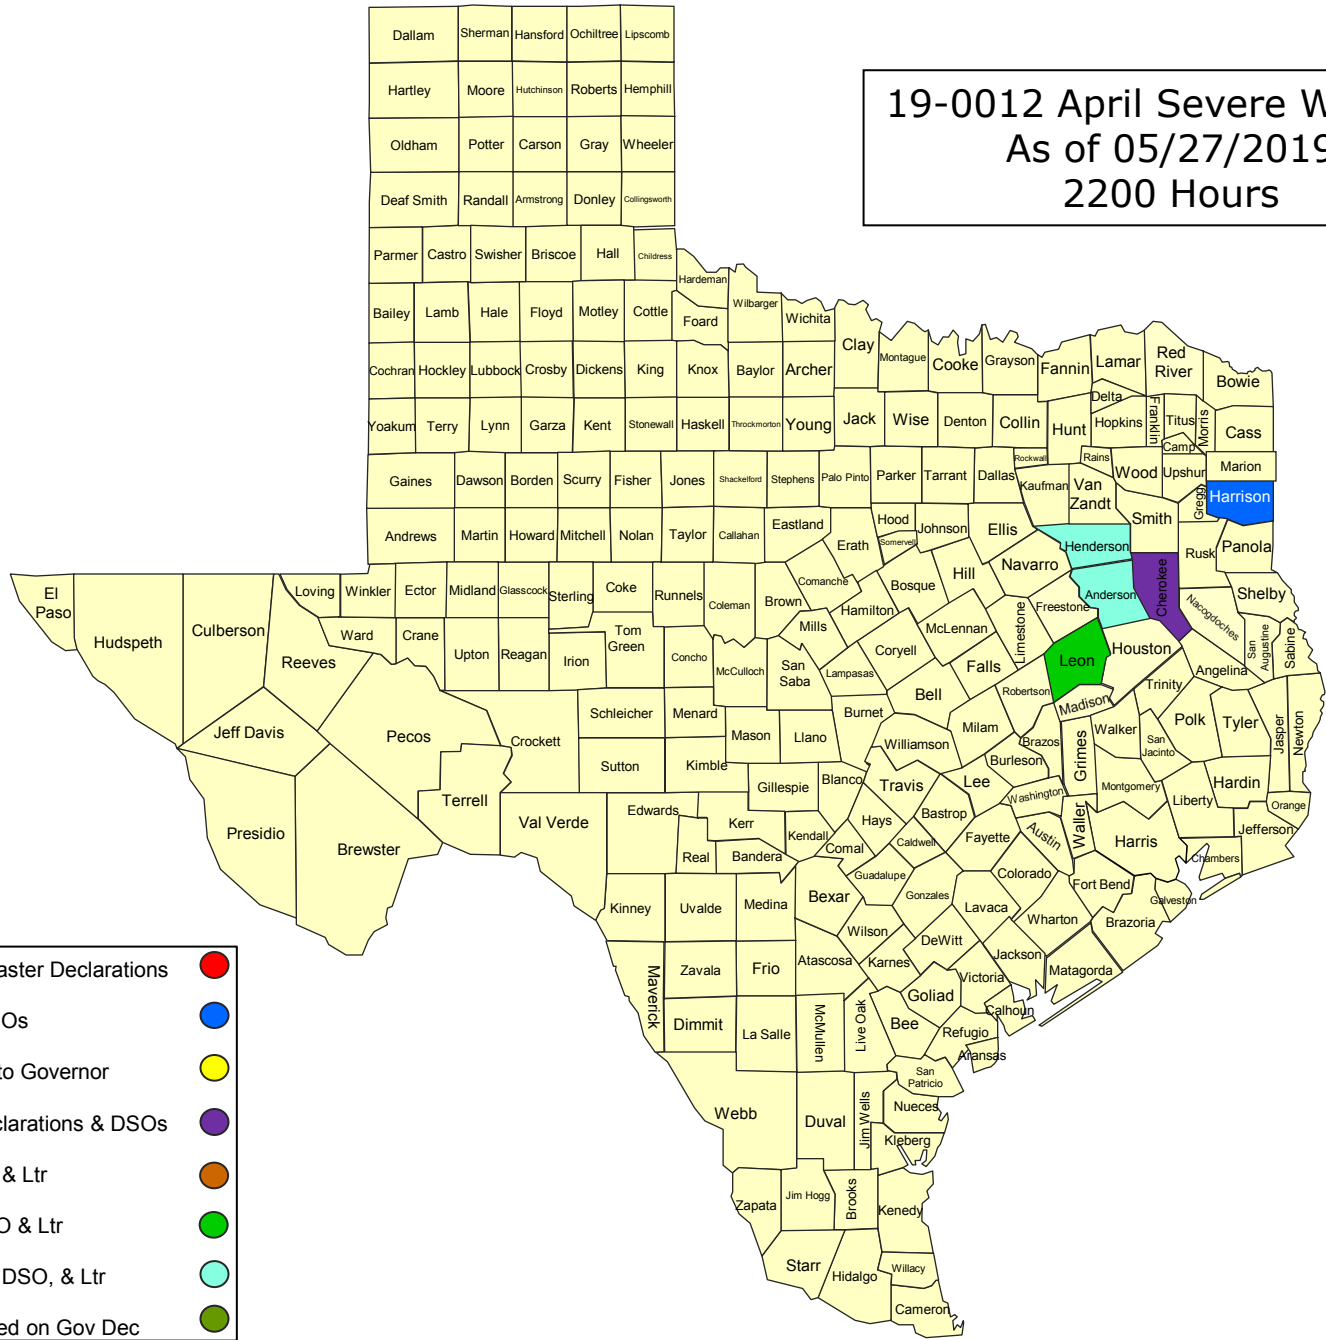 Dallam Sherman Hansford Ochiltree Lipscomb
Hartley Moore Hutchinson Roberts Hemphill
19-0012 April Severe W
As of 05/27/2019
2200 Hours
Oldham Potter Carson Gray Wheeler
Deaf Smith Randall Armstrong Donley Collingsworth
Parmer Castro Swisher Briscoe Hall Childress
Hardeman
Bailey Lamb Hale Floyd Motley Cottle Foard Wilbarger Wichita
Clay Montague Cooke Grayson Fannin Lamar Red River Bowie
Cochran Hockley Lubbock Crosby Dickens King Knox Baylor Archer
Delta
Yoakum Terry Lynn Garza Kent Stonewall Haskell Throckmorton Young Jack Wise Denton Collin Hunt Hopkins Franklin Titus Morris Cass
Camp
Rockwall Rains
Gaines Dawson Borden Scurry Fisher Jones Shackelford Stephens Palo Pinto Parker Tarrant Dallas Kaufman Van Zandt Wood Upshur Marion
Gregg Harrison
Andrews Martin Howard Mitchell Nolan Taylor Callahan Eastland Erath Hood Somervell Johnson Ellis Henderson Smith Rusk Panola
El Paso Hudspeth Culberson Loving Winkler Ector Midland Glasscock Sterling Coke Runnels Coleman Brown Comanche Bosque Hill Navarro Anderson Cherokee Shelby
Reeves Ward Crane Upton Reagan Irion Tom Green Concho McCulloch San Saba Mills Hamilton Coryell McLennan Limestone Freestone Nacogdoches San Augustine Sabine
Lampasas Falls Leon Houston Angelina
Jeff Davis Pecos Crockett Schleicher Menard Mason Llano Burnet Bell Milam Robertson Madison Trinity
Sutton Kimble Williamson Brazos Grimes Walker San Jacinto Polk Tyler Jasper Newton
Presidio Brewster Terrell Val Verde Edwards Kerr Gillespie Blanco Travis Lee Burleson Washington Montgomery Liberty Hardin Orange
Real Bandera Kendall Comal Hays Caldwell Bastrop Fayette Austin Waller Harris Chambers Jefferson
Kinney Uvalde Medina Bexar Guadalupe Gonzales Lavaca Colorado Fort Bend Galveston
Wilson Wharton Brazoria
Maverick Zavala Frio Atascosa Karnes DeWitt Jackson Matagorda
Victoria
Dimmit La Salle McMullen Live Oak Bee Goliad Calhoun
Refugio
Aransas
San Patricio
Webb Duval Jim Wells Nueces
Kleberg
Zapata Jim Hogg Brooks Kenedy
Starr Hidalgo Willacy
Cameron
aster Declarations
Os
to Governor
clarations & DSOs
& Ltr
O & Ltr
DSO, & Ltr
ed on Gov Dec